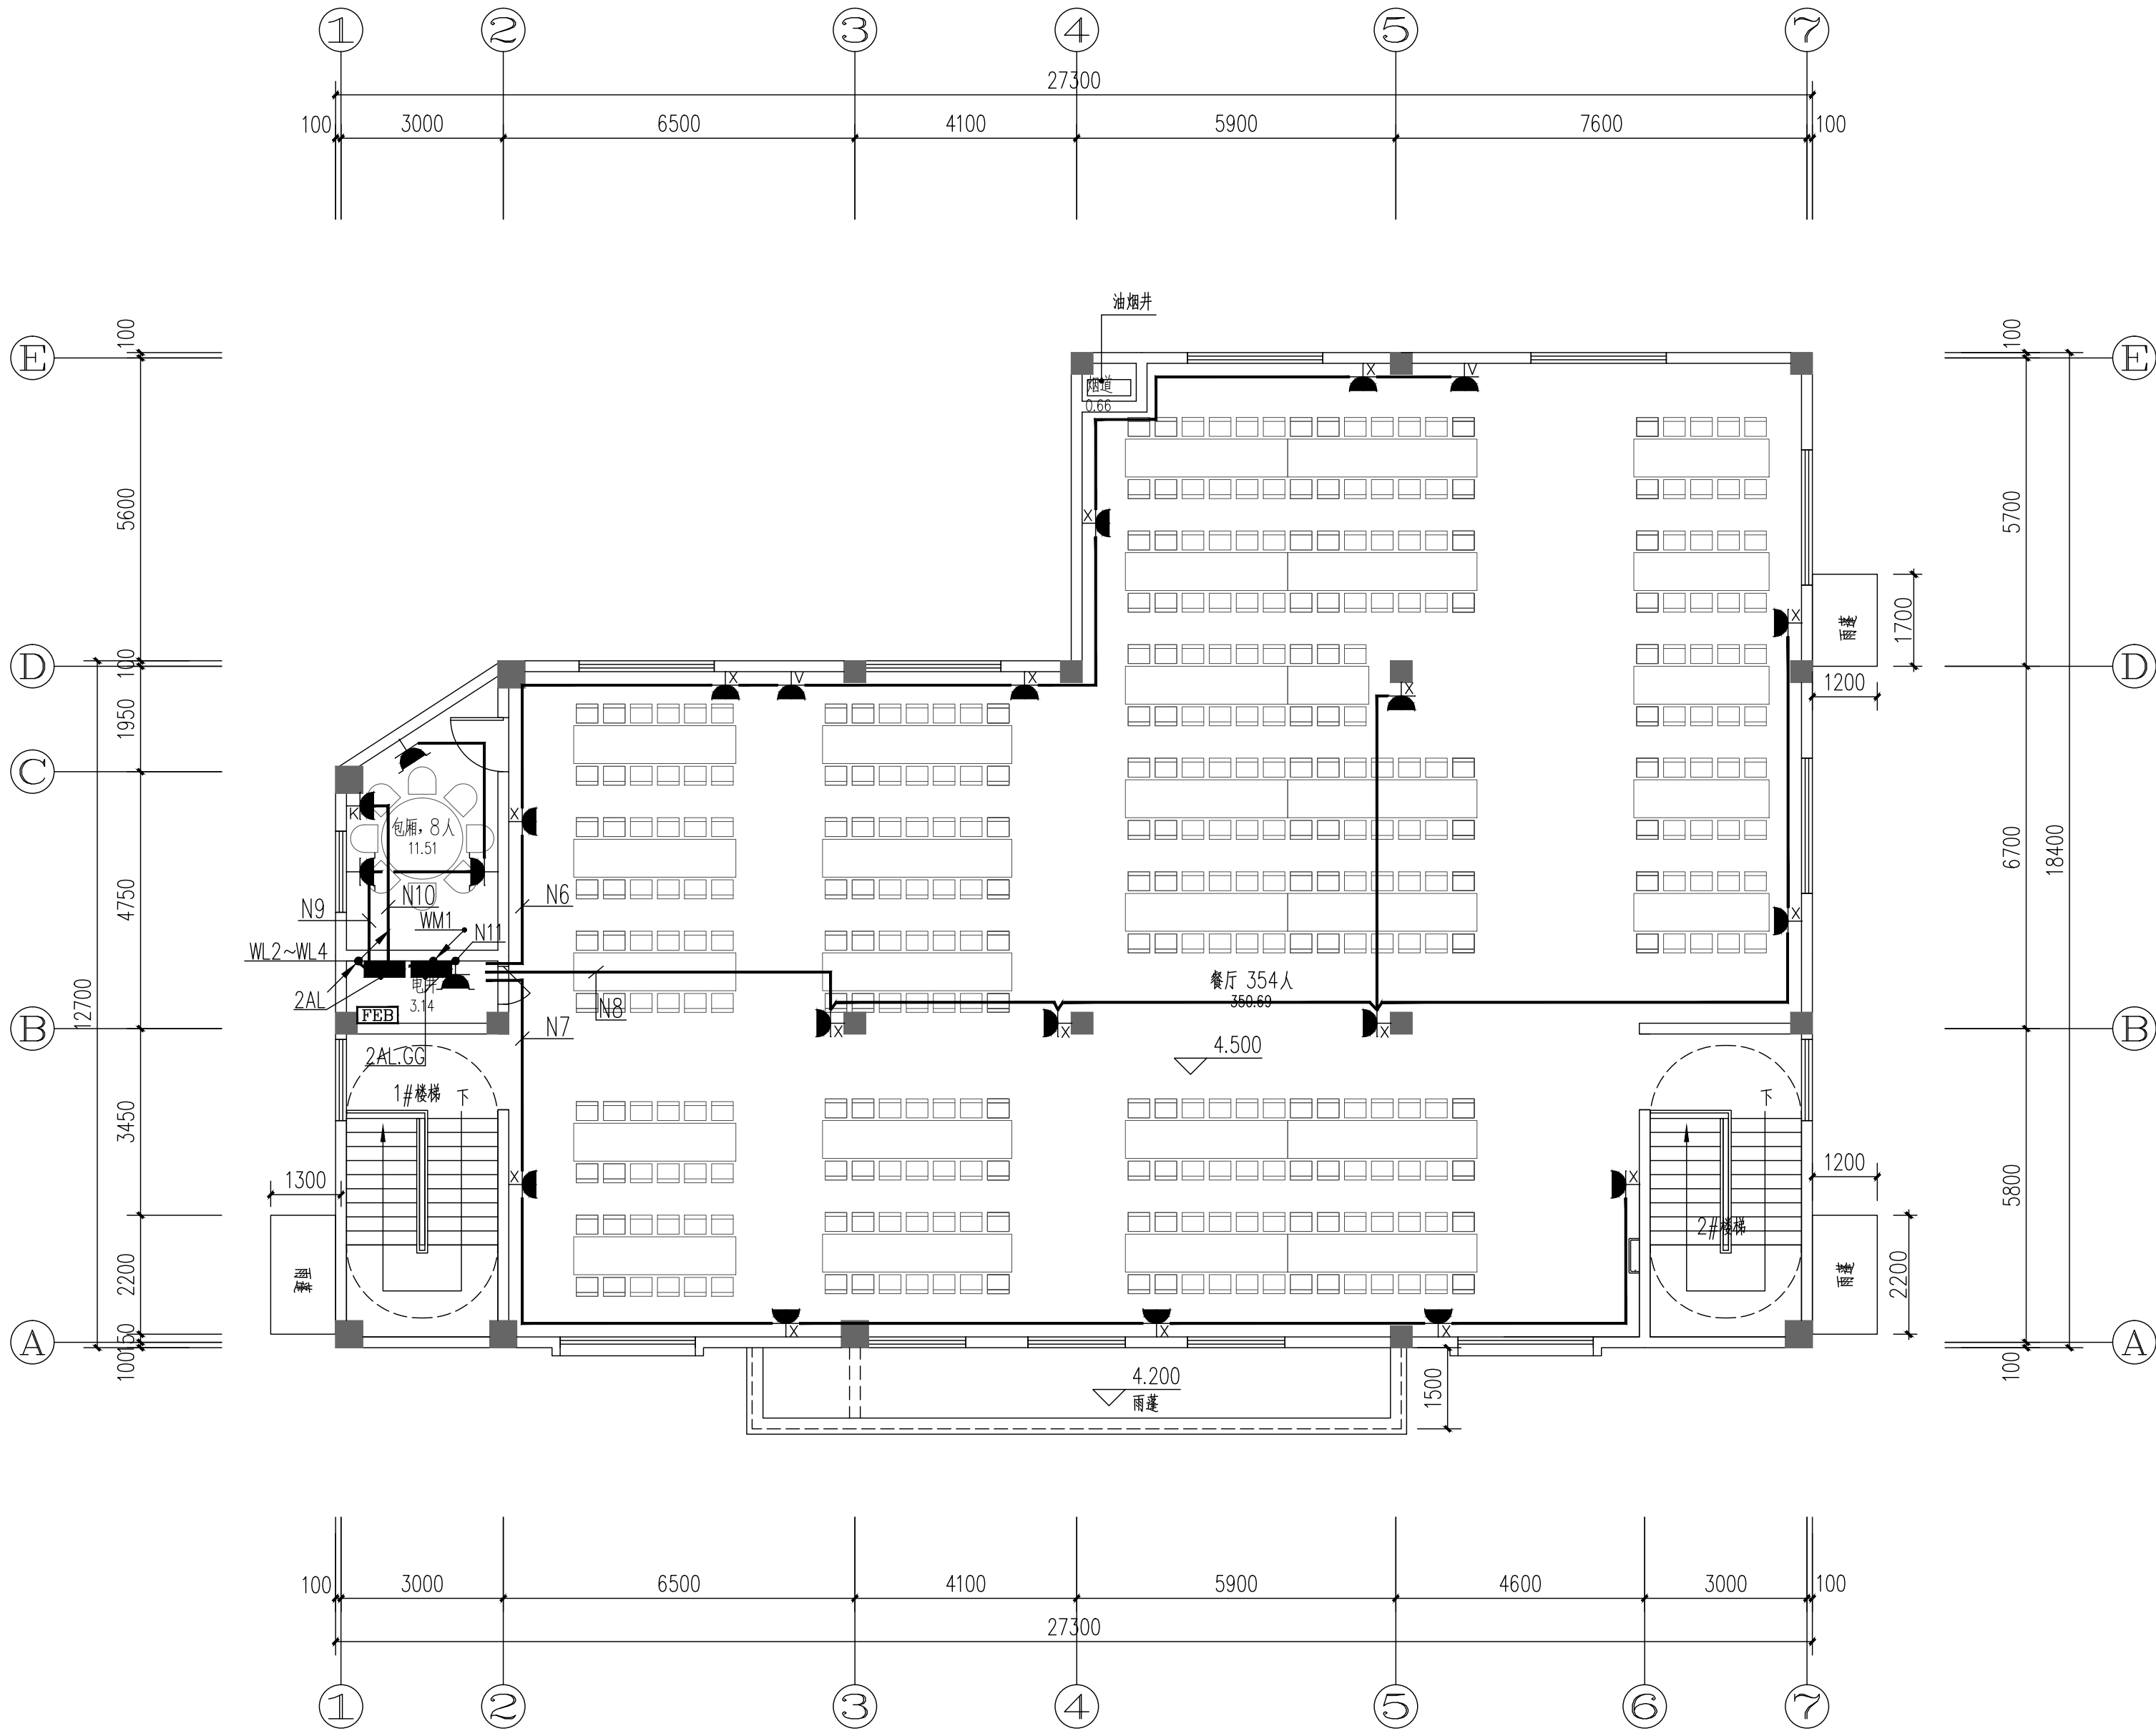 1 2 3 4 5 7
27300
100 3000 6500 4100 5900 7600 100
油烟井
E 100 100 E
烟道
X V
0.66
5600 5700
X
X
雨蓬
1700
D 100 D
X V X X
1200
1950
C
K
X
包厢，8人
11.51
4750 6700 18400
N9 N10 N6
WM1
N11
X
WL2~WL4
餐厅 354人
350.69
2AL
电井
3.14
12700
FEB
N8
B B
X X X
N7
4.500
2AL.GG
1#楼梯 下 下
3450
1300 X X 1200
5800
2#楼梯
雨蓬 雨蓬
2200 2200
X X X
A 150 A
100 100
4.200
雨蓬
1500
100 3000 6500 4100 5900 4600 3000 100
27300
1 2 3 4 5 6 7